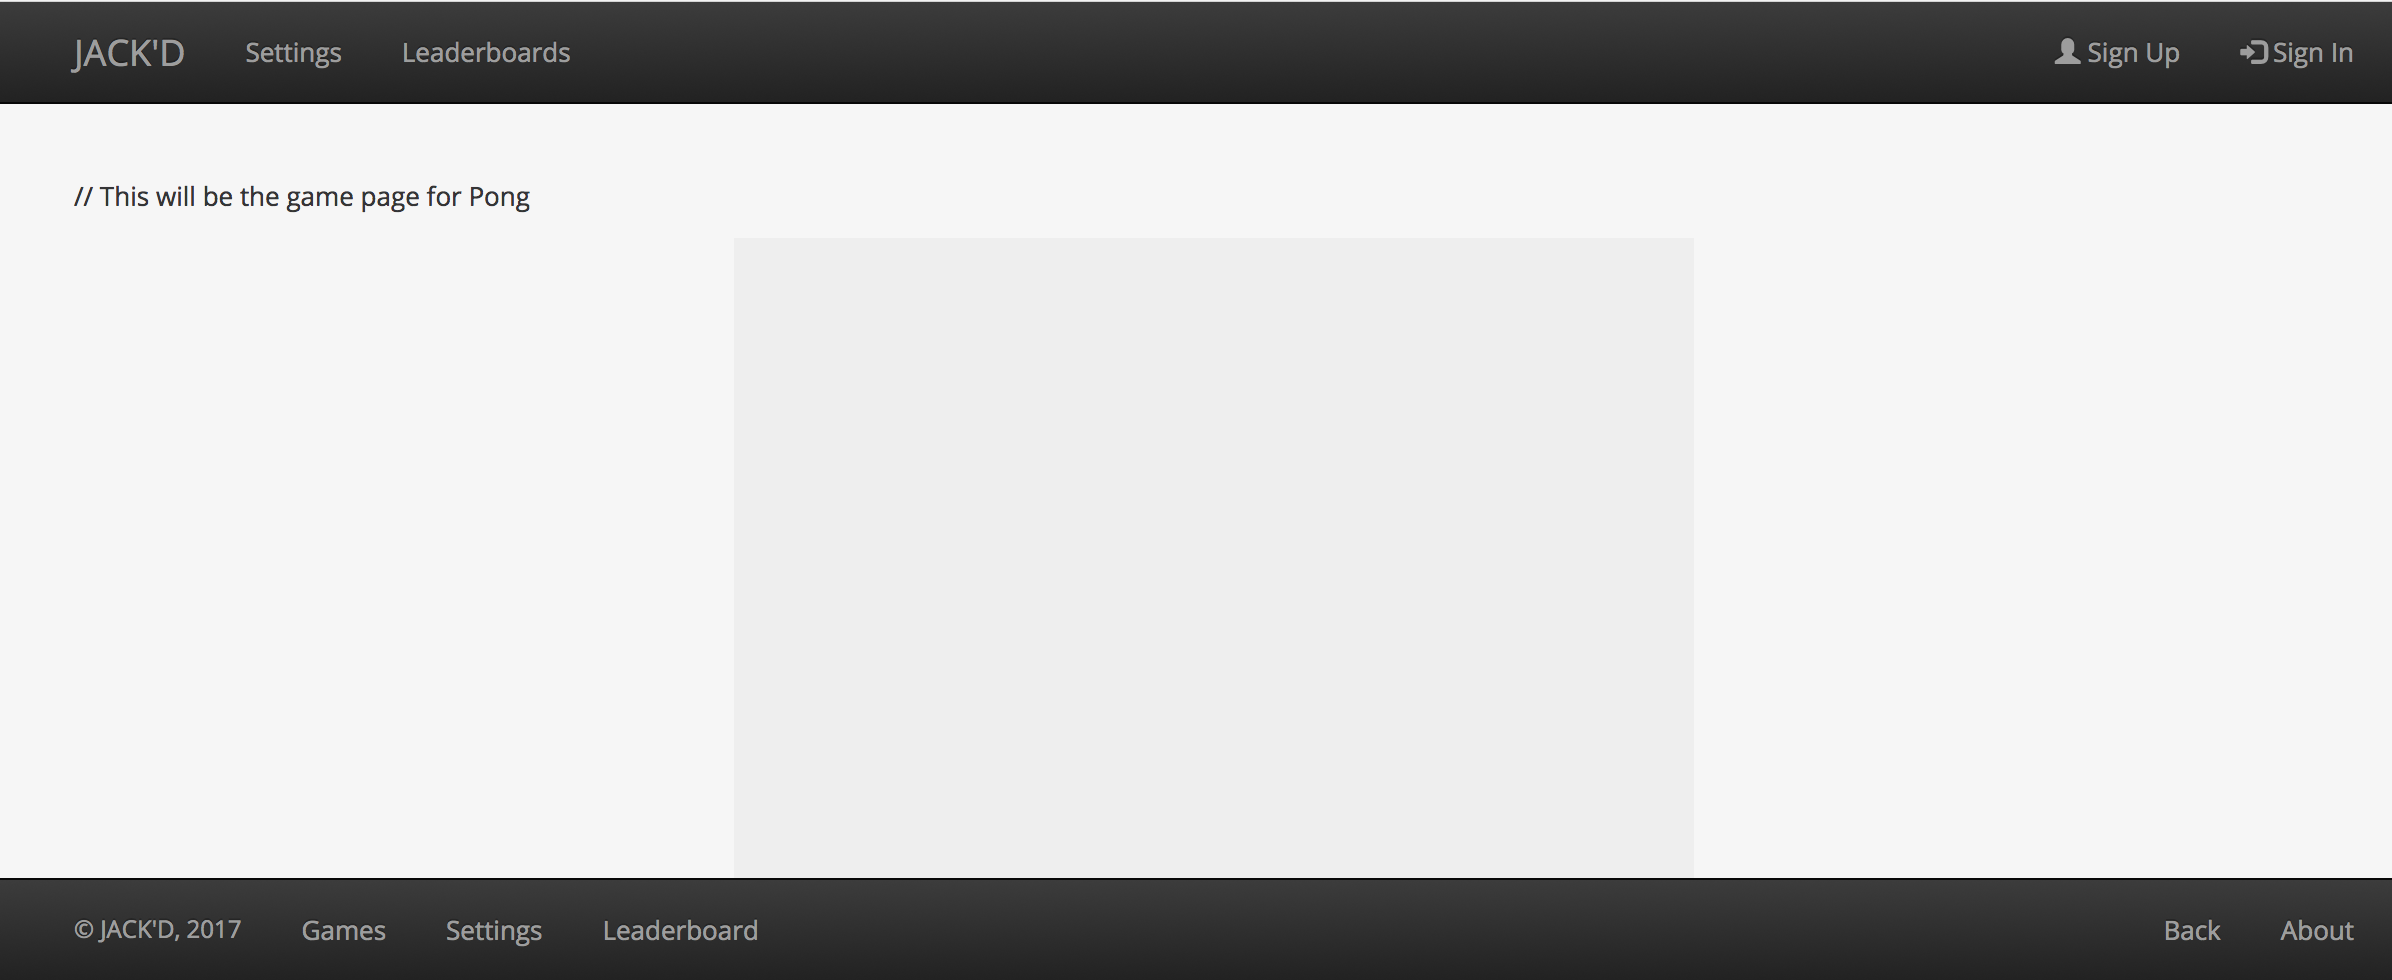 JACK'D Settings Leaderboards Sign Up Sign In
// This will be the game page for Pong
© JACK'D, 2017 Games Settings Leaderboard Back About